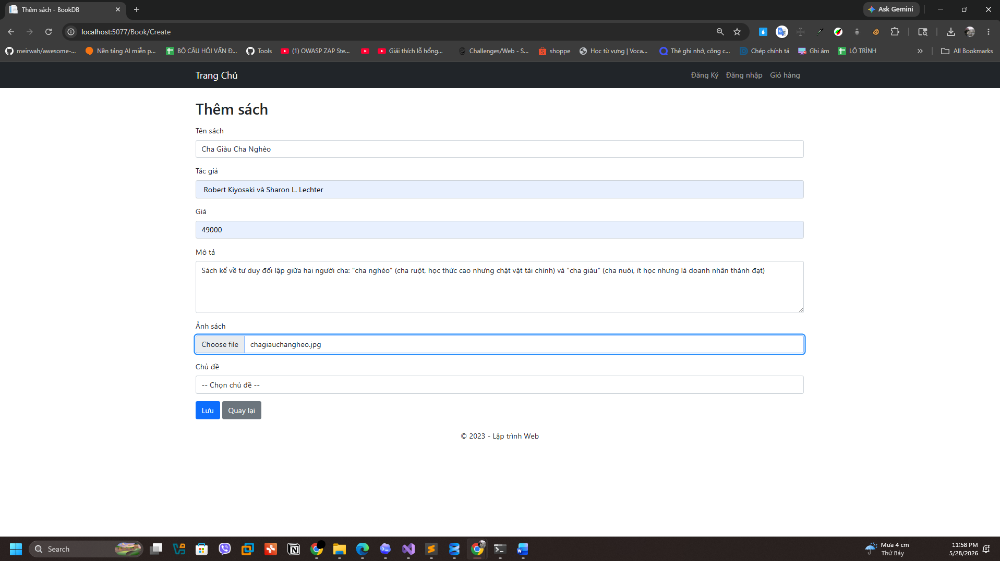 Thêm sách - BookDB
Ask Gemini
localhost:5077/Book/Create
meirwah/awesome-...
Nền tảng AI miễn p...
BỘ CÂU HỎI VẤN Đ...
Tools
(1) OWASP ZAP Ste...
Giải thích lỗ hổng...
Challenges/Web - S...
shoppe
Học từ vựng | Voca...
Thẻ ghi nhớ, công c...
Chép chính tả
Ghi âm
LỘ TRÌNH
All Bookmarks
Trang Chủ
Đăng Ký
Đăng nhập
Giỏ hàng
Thêm sách
Tên sách
Cha Giàu Cha Nghèo
Tác giả
Robert Kiyosaki và Sharon L. Lechter
Giá
49000
Mô tả
Sách kể về tư duy đối lập giữa hai người cha: "cha nghèo" (cha ruột, học thức cao nhưng chật vật tài chính) và "cha giàu" (cha nuôi, ít học nhưng là doanh nhân thành đạt)
Ảnh sách
Choose file chagiauchangheo.jpg
Chủ đề
-- Chọn chủ đề --
Lưu
Quay lại
© 2023 - Lập trình Web
Search
Mưa 4 cm
Thứ Bảy
11:58 PM
5/28/2026